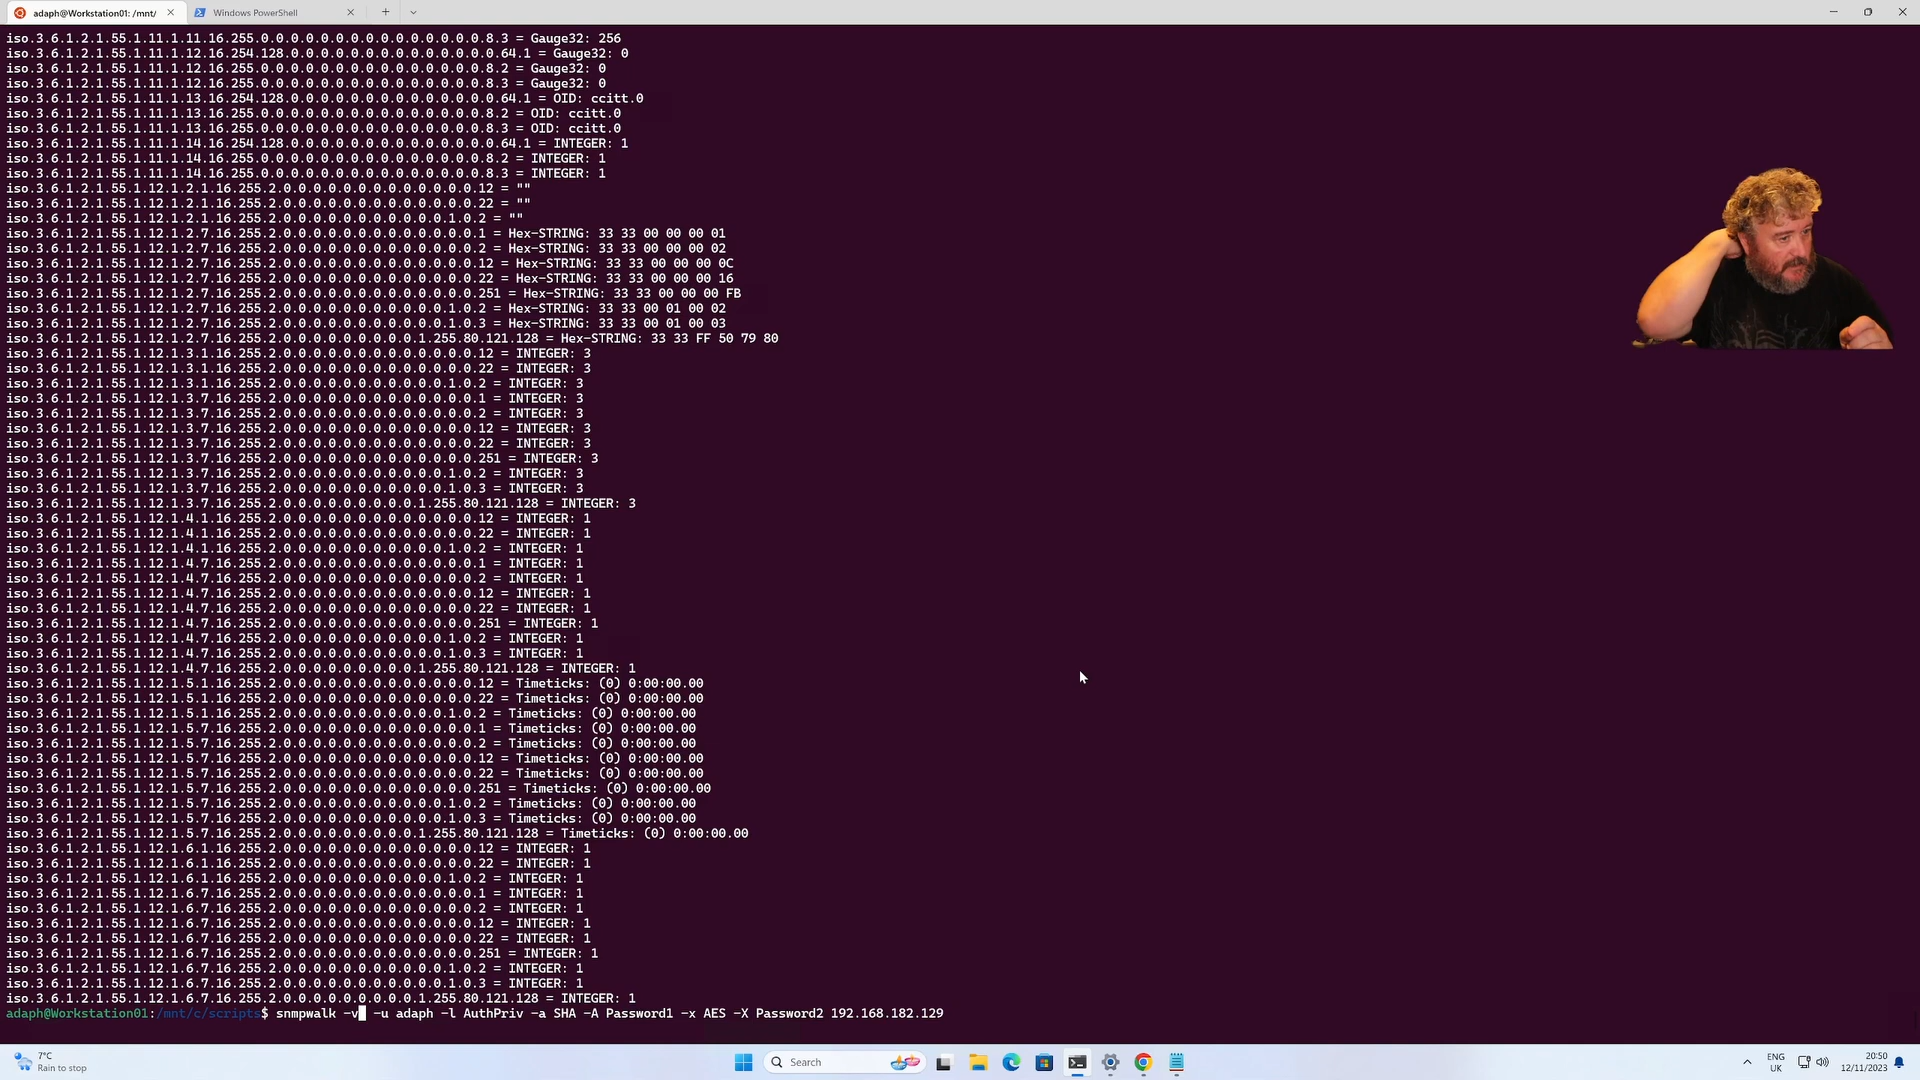 adaph@Workstation01: /mnt/
Windows PowerShell
iso.3.6.1.2.1.55.1.11.1.11.16.255.0.0.0.0.0.0.0.0.0.0.0.0.0.0.8.3 = Gauge32: 256
iso.3.6.1.2.1.55.1.11.1.12.16.254.128.0.0.0.0.0.0.0.0.0.0.0.0.0.0.64.1 = Gauge32: 0
iso.3.6.1.2.1.55.1.11.1.12.16.255.0.0.0.0.0.0.0.0.0.0.0.0.0.0.0.8.2 = Gauge32: 0
iso.3.6.1.2.1.55.1.11.1.12.16.255.0.0.0.0.0.0.0.0.0.0.0.0.0.0.0.8.3 = Gauge32: 0
iso.3.6.1.2.1.55.1.11.1.13.16.254.128.0.0.0.0.0.0.0.0.0.0.0.0.0.0.64.1 = OID: ccitt.0
iso.3.6.1.2.1.55.1.11.1.13.16.255.0.0.0.0.0.0.0.0.0.0.0.0.0.0.0.8.2 = OID: ccitt.0
iso.3.6.1.2.1.55.1.11.1.13.16.255.0.0.0.0.0.0.0.0.0.0.0.0.0.0.0.8.3 = OID: ccitt.0
iso.3.6.1.2.1.55.1.11.1.14.16.254.128.0.0.0.0.0.0.0.0.0.0.0.0.0.0.64.1 = INTEGER: 1
iso.3.6.1.2.1.55.1.11.1.14.16.255.0.0.0.0.0.0.0.0.0.0.0.0.0.0.0.8.2 = INTEGER: 1
iso.3.6.1.2.1.55.1.11.1.14.16.255.0.0.0.0.0.0.0.0.0.0.0.0.0.0.0.8.3 = INTEGER: 1
iso.3.6.1.2.1.55.1.12.1.2.1.16.255.2.0.0.0.0.0.0.0.0.0.0.0.0.0.12 = ""
iso.3.6.1.2.1.55.1.12.1.2.1.16.255.2.0.0.0.0.0.0.0.0.0.0.0.0.0.22 = ""
iso.3.6.1.2.1.55.1.12.1.2.1.16.255.2.0.0.0.0.0.0.0.0.0.0.0.1.0.2 = ""
iso.3.6.1.2.1.55.1.12.1.2.7.16.255.2.0.0.0.0.0.0.0.0.0.0.0.0.0.1 = Hex-STRING: 33 33 00 00 00 01
iso.3.6.1.2.1.55.1.12.1.2.7.16.255.2.0.0.0.0.0.0.0.0.0.0.0.0.0.2 = Hex-STRING: 33 33 00 00 00 02
iso.3.6.1.2.1.55.1.12.1.2.7.16.255.2.0.0.0.0.0.0.0.0.0.0.0.0.0.12 = Hex-STRING: 33 33 00 00 00 0C
iso.3.6.1.2.1.55.1.12.1.2.7.16.255.2.0.0.0.0.0.0.0.0.0.0.0.0.0.22 = Hex-STRING: 33 33 00 00 00 16
iso.3.6.1.2.1.55.1.12.1.2.7.16.255.2.0.0.0.0.0.0.0.0.0.0.0.0.0.251 = Hex-STRING: 33 33 00 00 00 FB
iso.3.6.1.2.1.55.1.12.1.2.7.16.255.2.0.0.0.0.0.0.0.0.0.0.0.1.0.2 = Hex-STRING: 33 33 00 01 00 02
iso.3.6.1.2.1.55.1.12.1.2.7.16.255.2.0.0.0.0.0.0.0.0.0.0.0.1.0.3 = Hex-STRING: 33 33 00 01 00 03
iso.3.6.1.2.1.55.1.12.1.2.7.16.255.2.0.0.0.0.0.0.0.0.0.1.255.80.121.128 = Hex-STRING: 33 33 FF 50 79 80
iso.3.6.1.2.1.55.1.12.1.3.1.16.255.2.0.0.0.0.0.0.0.0.0.0.0.0.0.12 = INTEGER: 3
iso.3.6.1.2.1.55.1.12.1.3.1.16.255.2.0.0.0.0.0.0.0.0.0.0.0.0.0.22 = INTEGER: 3
iso.3.6.1.2.1.55.1.12.1.3.1.16.255.2.0.0.0.0.0.0.0.0.0.0.0.1.0.2 = INTEGER: 3
iso.3.6.1.2.1.55.1.12.1.3.7.16.255.2.0.0.0.0.0.0.0.0.0.0.0.0.0.1 = INTEGER: 3
iso.3.6.1.2.1.55.1.12.1.3.7.16.255.2.0.0.0.0.0.0.0.0.0.0.0.0.0.2 = INTEGER: 3
iso.3.6.1.2.1.55.1.12.1.3.7.16.255.2.0.0.0.0.0.0.0.0.0.0.0.0.0.12 = INTEGER: 3
iso.3.6.1.2.1.55.1.12.1.3.7.16.255.2.0.0.0.0.0.0.0.0.0.0.0.0.0.22 = INTEGER: 3
iso.3.6.1.2.1.55.1.12.1.3.7.16.255.2.0.0.0.0.0.0.0.0.0.0.0.0.0.251 = INTEGER: 3
iso.3.6.1.2.1.55.1.12.1.3.7.16.255.2.0.0.0.0.0.0.0.0.0.0.0.1.0.2 = INTEGER: 3
iso.3.6.1.2.1.55.1.12.1.3.7.16.255.2.0.0.0.0.0.0.0.0.0.0.0.1.0.3 = INTEGER: 3
iso.3.6.1.2.1.55.1.12.1.3.7.16.255.2.0.0.0.0.0.0.0.0.0.1.255.80.121.128 = INTEGER: 3
iso.3.6.1.2.1.55.1.12.1.4.1.16.255.2.0.0.0.0.0.0.0.0.0.0.0.0.0.12 = INTEGER: 1
iso.3.6.1.2.1.55.1.12.1.4.1.16.255.2.0.0.0.0.0.0.0.0.0.0.0.0.0.22 = INTEGER: 1
iso.3.6.1.2.1.55.1.12.1.4.1.16.255.2.0.0.0.0.0.0.0.0.0.0.0.1.0.2 = INTEGER: 1
iso.3.6.1.2.1.55.1.12.1.4.7.16.255.2.0.0.0.0.0.0.0.0.0.0.0.0.0.1 = INTEGER: 1
iso.3.6.1.2.1.55.1.12.1.4.7.16.255.2.0.0.0.0.0.0.0.0.0.0.0.0.0.2 = INTEGER: 1
iso.3.6.1.2.1.55.1.12.1.4.7.16.255.2.0.0.0.0.0.0.0.0.0.0.0.0.0.12 = INTEGER: 1
iso.3.6.1.2.1.55.1.12.1.4.7.16.255.2.0.0.0.0.0.0.0.0.0.0.0.0.0.22 = INTEGER: 1
iso.3.6.1.2.1.55.1.12.1.4.7.16.255.2.0.0.0.0.0.0.0.0.0.0.0.0.0.251 = INTEGER: 1
iso.3.6.1.2.1.55.1.12.1.4.7.16.255.2.0.0.0.0.0.0.0.0.0.0.0.1.0.2 = INTEGER: 1
iso.3.6.1.2.1.55.1.12.1.4.7.16.255.2.0.0.0.0.0.0.0.0.0.0.0.1.0.3 = INTEGER: 1
iso.3.6.1.2.1.55.1.12.1.4.7.16.255.2.0.0.0.0.0.0.0.0.0.1.255.80.121.128 = INTEGER: 1
iso.3.6.1.2.1.55.1.12.1.5.1.16.255.2.0.0.0.0.0.0.0.0.0.0.0.0.0.12 = Timeticks: (0) 0:00:00.00
iso.3.6.1.2.1.55.1.12.1.5.1.16.255.2.0.0.0.0.0.0.0.0.0.0.0.0.0.22 = Timeticks: (0) 0:00:00.00
iso.3.6.1.2.1.55.1.12.1.5.1.16.255.2.0.0.0.0.0.0.0.0.0.0.0.1.0.2 = Timeticks: (0) 0:00:00.00
iso.3.6.1.2.1.55.1.12.1.5.7.16.255.2.0.0.0.0.0.0.0.0.0.0.0.0.0.1 = Timeticks: (0) 0:00:00.00
iso.3.6.1.2.1.55.1.12.1.5.7.16.255.2.0.0.0.0.0.0.0.0.0.0.0.0.0.2 = Timeticks: (0) 0:00:00.00
iso.3.6.1.2.1.55.1.12.1.5.7.16.255.2.0.0.0.0.0.0.0.0.0.0.0.0.0.12 = Timeticks: (0) 0:00:00.00
iso.3.6.1.2.1.55.1.12.1.5.7.16.255.2.0.0.0.0.0.0.0.0.0.0.0.0.0.22 = Timeticks: (0) 0:00:00.00
iso.3.6.1.2.1.55.1.12.1.5.7.16.255.2.0.0.0.0.0.0.0.0.0.0.0.0.0.251 = Timeticks: (0) 0:00:00.00
iso.3.6.1.2.1.55.1.12.1.5.7.16.255.2.0.0.0.0.0.0.0.0.0.0.0.1.0.2 = Timeticks: (0) 0:00:00.00
iso.3.6.1.2.1.55.1.12.1.5.7.16.255.2.0.0.0.0.0.0.0.0.0.0.0.1.0.3 = Timeticks: (0) 0:00:00.00
iso.3.6.1.2.1.55.1.12.1.5.7.16.255.2.0.0.0.0.0.0.0.0.0.1.255.80.121.128 = Timeticks: (0) 0:00:00.00
iso.3.6.1.2.1.55.1.12.1.6.1.16.255.2.0.0.0.0.0.0.0.0.0.0.0.0.0.12 = INTEGER: 1
iso.3.6.1.2.1.55.1.12.1.6.1.16.255.2.0.0.0.0.0.0.0.0.0.0.0.0.0.22 = INTEGER: 1
iso.3.6.1.2.1.55.1.12.1.6.1.16.255.2.0.0.0.0.0.0.0.0.0.0.0.1.0.2 = INTEGER: 1
iso.3.6.1.2.1.55.1.12.1.6.7.16.255.2.0.0.0.0.0.0.0.0.0.0.0.0.0.1 = INTEGER: 1
iso.3.6.1.2.1.55.1.12.1.6.7.16.255.2.0.0.0.0.0.0.0.0.0.0.0.0.0.2 = INTEGER: 1
iso.3.6.1.2.1.55.1.12.1.6.7.16.255.2.0.0.0.0.0.0.0.0.0.0.0.0.0.12 = INTEGER: 1
iso.3.6.1.2.1.55.1.12.1.6.7.16.255.2.0.0.0.0.0.0.0.0.0.0.0.0.0.22 = INTEGER: 1
iso.3.6.1.2.1.55.1.12.1.6.7.16.255.2.0.0.0.0.0.0.0.0.0.0.0.0.0.251 = INTEGER: 1
iso.3.6.1.2.1.55.1.12.1.6.7.16.255.2.0.0.0.0.0.0.0.0.0.0.0.1.0.2 = INTEGER: 1
iso.3.6.1.2.1.55.1.12.1.6.7.16.255.2.0.0.0.0.0.0.0.0.0.0.0.1.0.3 = INTEGER: 1
iso.3.6.1.2.1.55.1.12.1.6.7.16.255.2.0.0.0.0.0.0.0.0.0.1.255.80.121.128 = INTEGER: 1
adaph@Workstation01:/mnt/c/scripts$ snmpwalk -v -u adaph -l AuthPriv -a SHA -A Password1 -x AES -X Password2 192.168.182.129
7°C
Rain to stop
Search
ENG
UK
20:50
12/11/2023